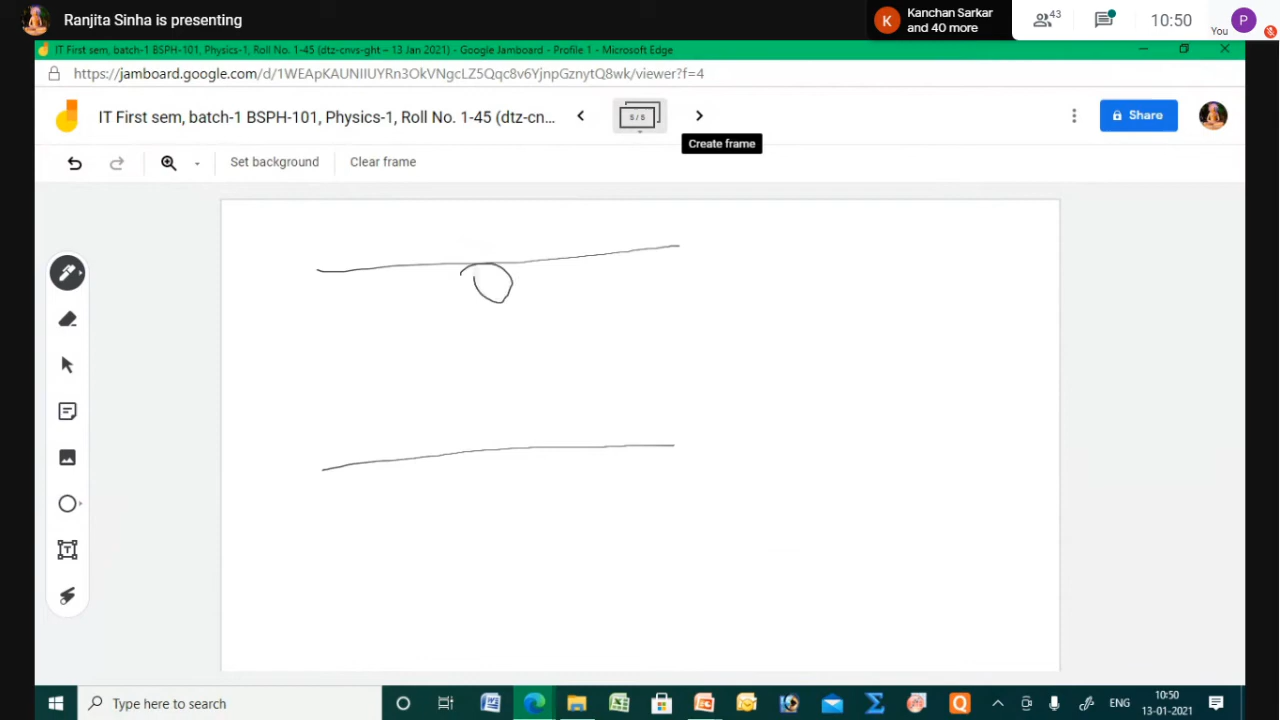 Ranjita Sinha is presenting
K
Kanchan Sarkar
and 40 more
43
10:50
P
You
IT First sem, batch-1 BSPH-101, Physics-1, Roll No. 1-45 (dtz-cnvs-ght – 13 Jan 2021) - Google Jamboard - Profile 1 - Microsoft Edge
https://jamboard.google.com/d/1WEApKAUNIIUYRn3OkVNgcLZ5Qqc8v6YjnpGznytQ8wk/viewer?f=4
IT First sem, batch-1 BSPH-101, Physics-1, Roll No. 1-45 (dtz-cn...
5 / 5
Share
Create frame
Set background
Clear frame
T
Type here to search
ENG
10:50
13-01-2021